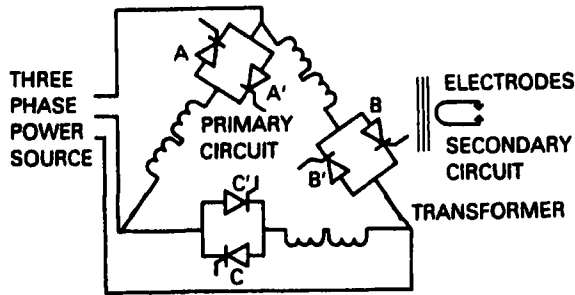 THREE
PHASE
POWER
SOURCE
A
A'
PRIMARY
CIRCUIT
B
B'
C'
C
ELECTRODES
SECONDARY
CIRCUIT
TRANSFORMER